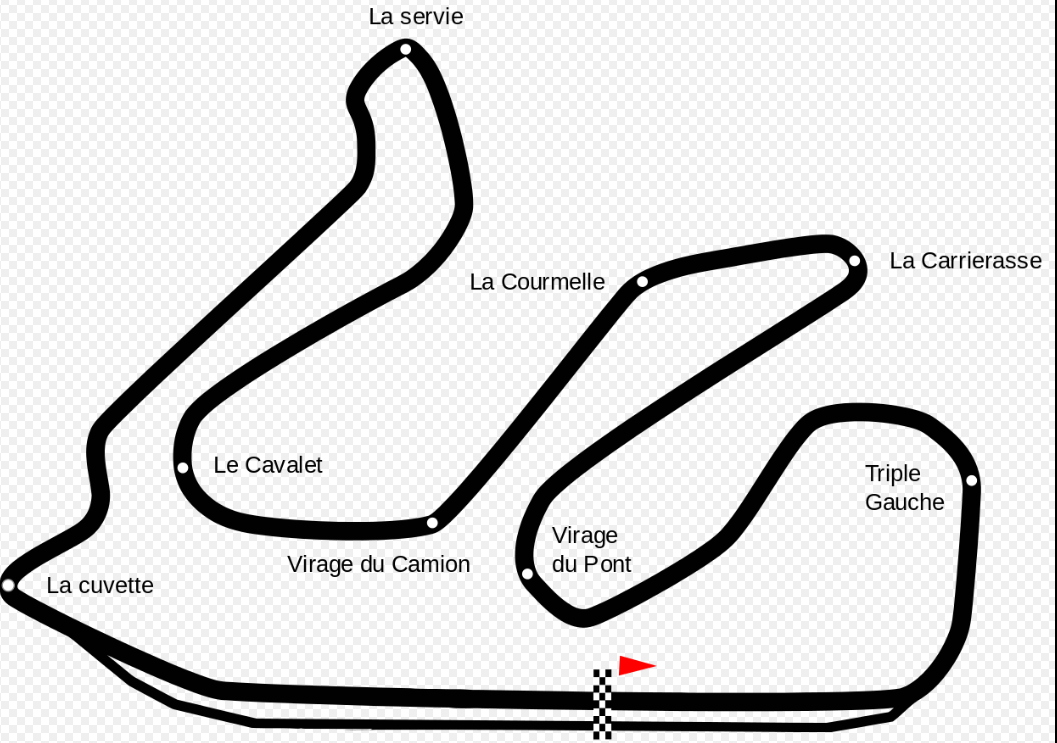 La servie
La Carrierasse
La Courmelle
Le Cavalet
Triple
Gauche
Virage
du Pont
Virage du Camion
La cuvette